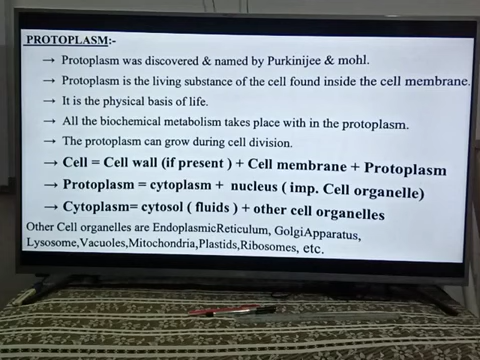 PROTOPLASM:-
→ Protoplasm was discovered & named by Purkinijee & mohl.
→ Protoplasm is the living substance of the cell found inside the cell membrane.
→ It is the physical basis of life.
→ All the biochemical metabolism takes place with in the protoplasm.
→ The protoplasm can grow during cell division.
→ Cell = Cell wall (if present ) + Cell membrane + Protoplasm
→ Protoplasm = cytoplasm + nucleus ( imp. Cell organelle)
→ Cytoplasm= cytosol ( fluids ) + other cell organelles
Other Cell organelles are EndoplasmicReticulum, GolgiApparatus,
Lysosome,Vacuoles,Mitochondria,Plastids,Ribosomes, etc.